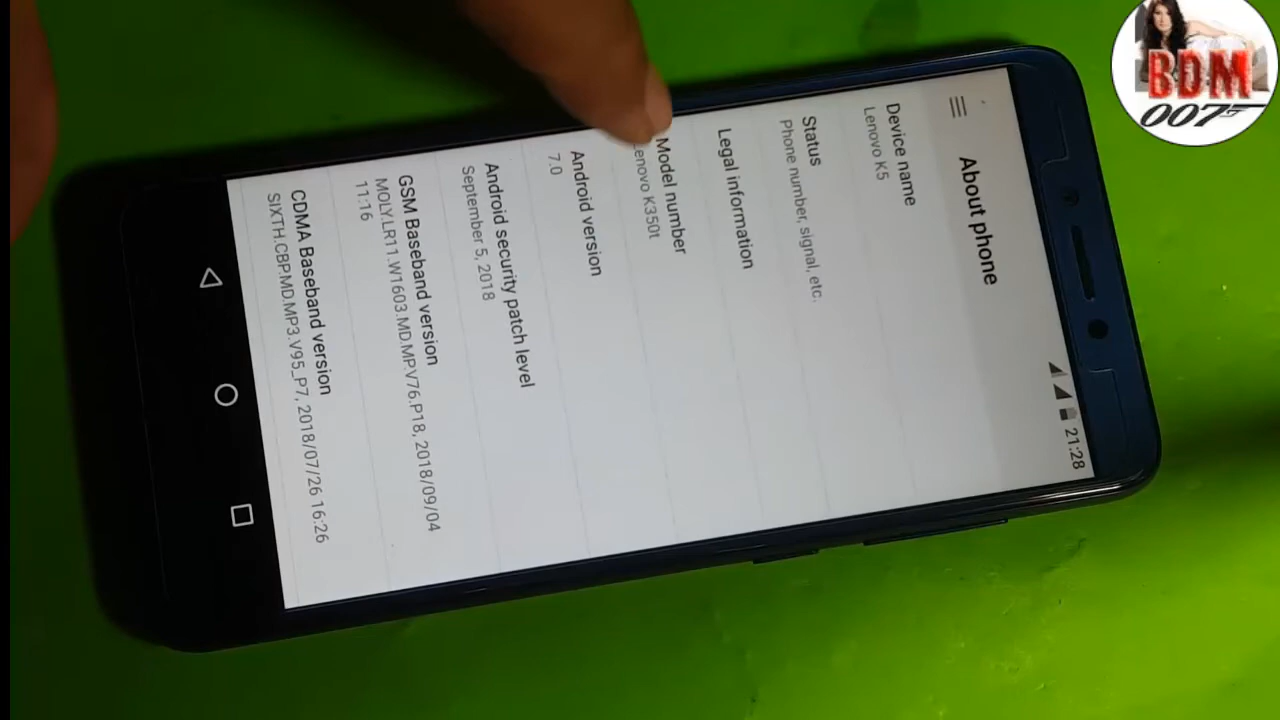 21:28
About phone
Device name
Lenovo K5
Status
Phone number, signal, etc.
Legal information
Model number
Lenovo K350t
Android version
7.0
Android security patch level
September 5, 2018
GSM Baseband version
MOLY.LR11.W1603.MD.MP.V76.P18, 2018/09/04
11:16
CDMA Baseband version
SIXTH.CBP.MD.MP3.V95_P7, 2018/07/26 16:26
BDM
007